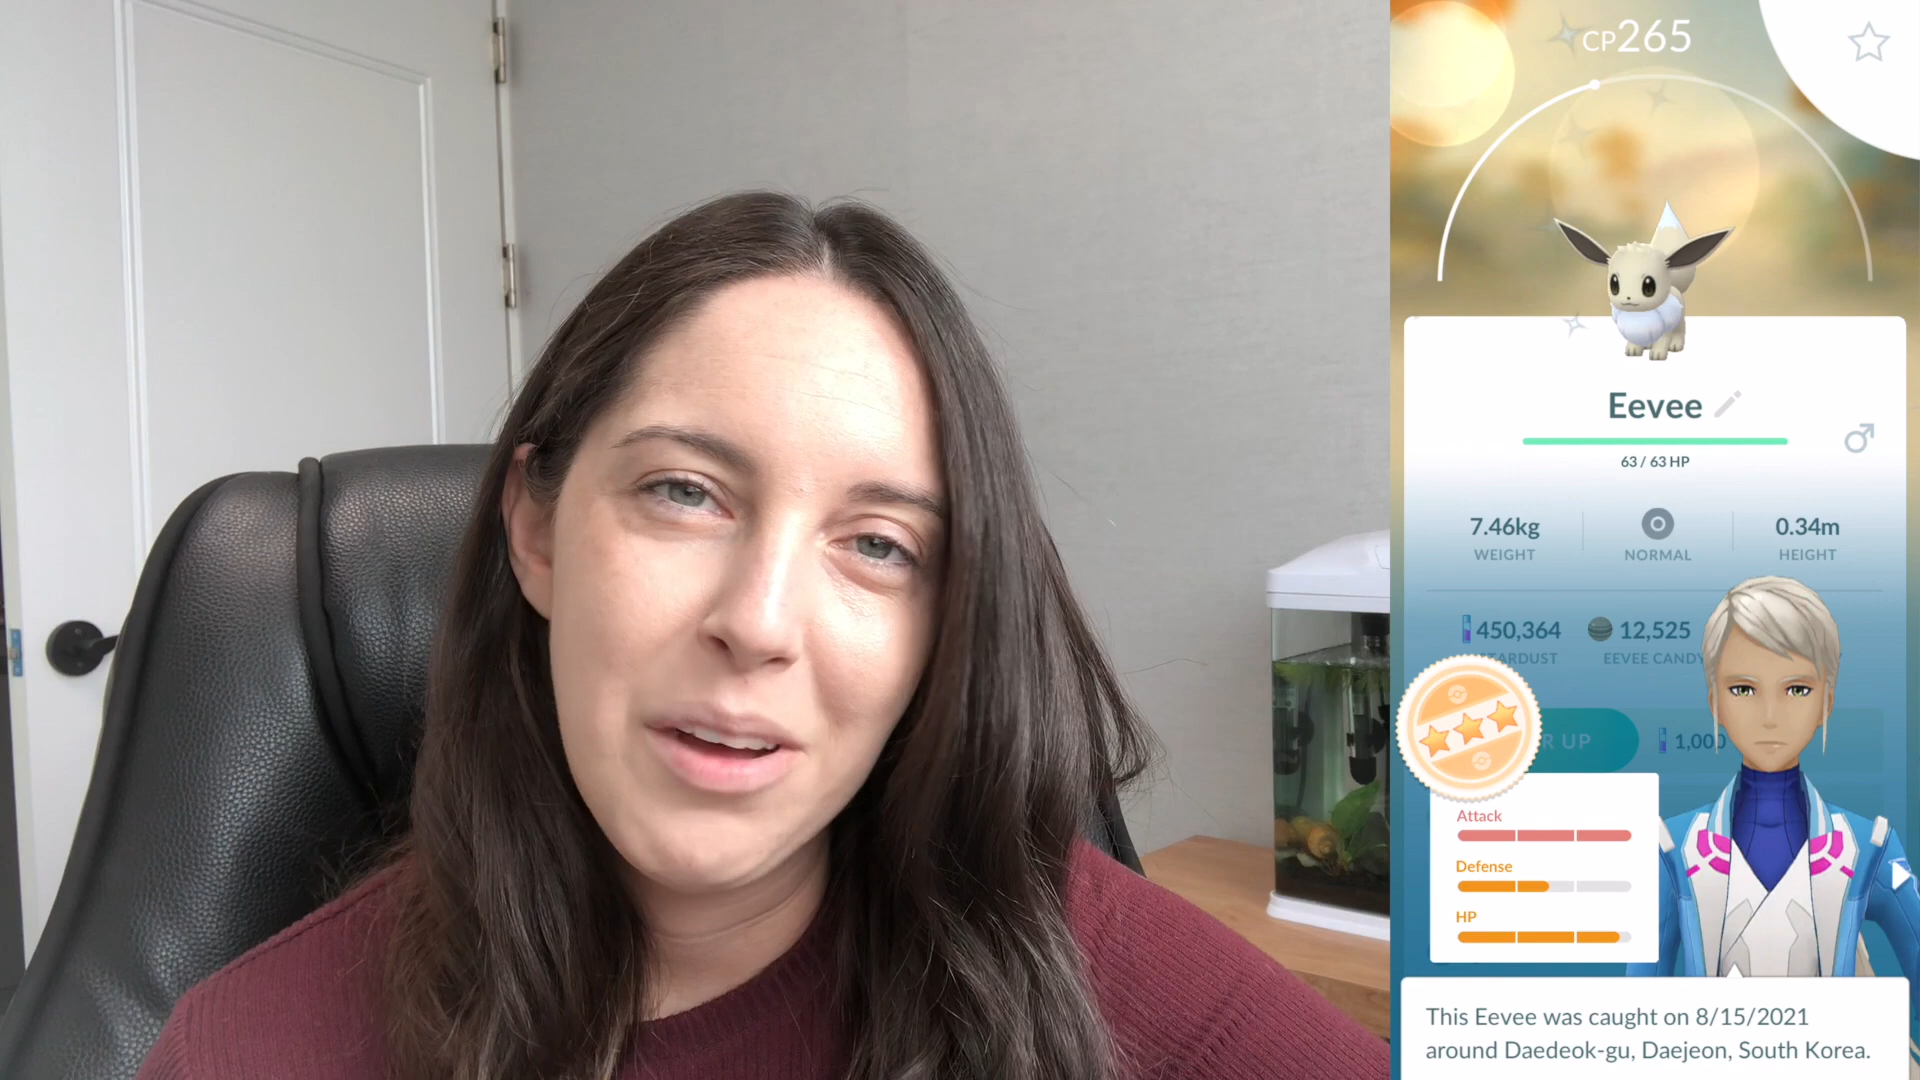 CP265
Eevee
63 / 63 HP
7.46kg
WEIGHT
NORMAL
0.34m
HEIGHT
450,364
12,525
EEVEE CANDY
UP
1,000
Attack
Defense
HP
This Eevee was caught on 8/15/2021
around Daedeok-gu, Daejeon, South Korea.